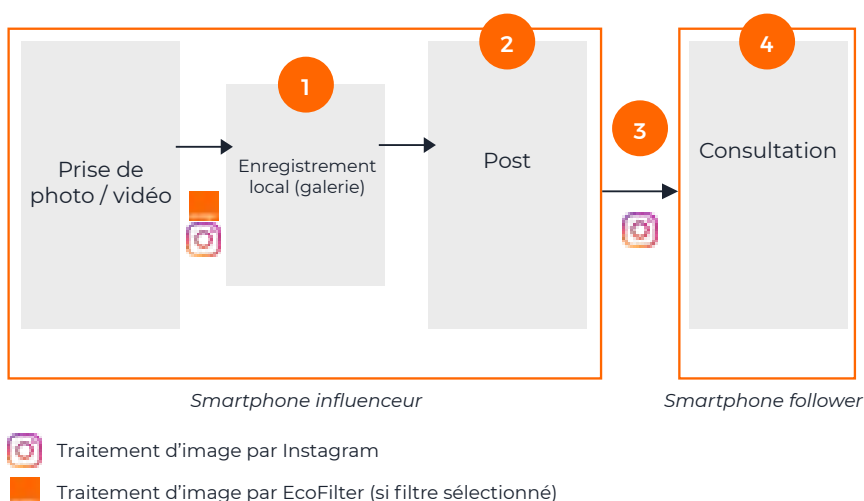 1
2
3
4
Prise de
photo / vidéo
Enregistrement
local (galerie)
Post
Consultation
Smartphone influenceur
Smartphone follower
Traitement d'image par Instagram
Traitement d'image par EcoFilter (si filtre sélectionné)